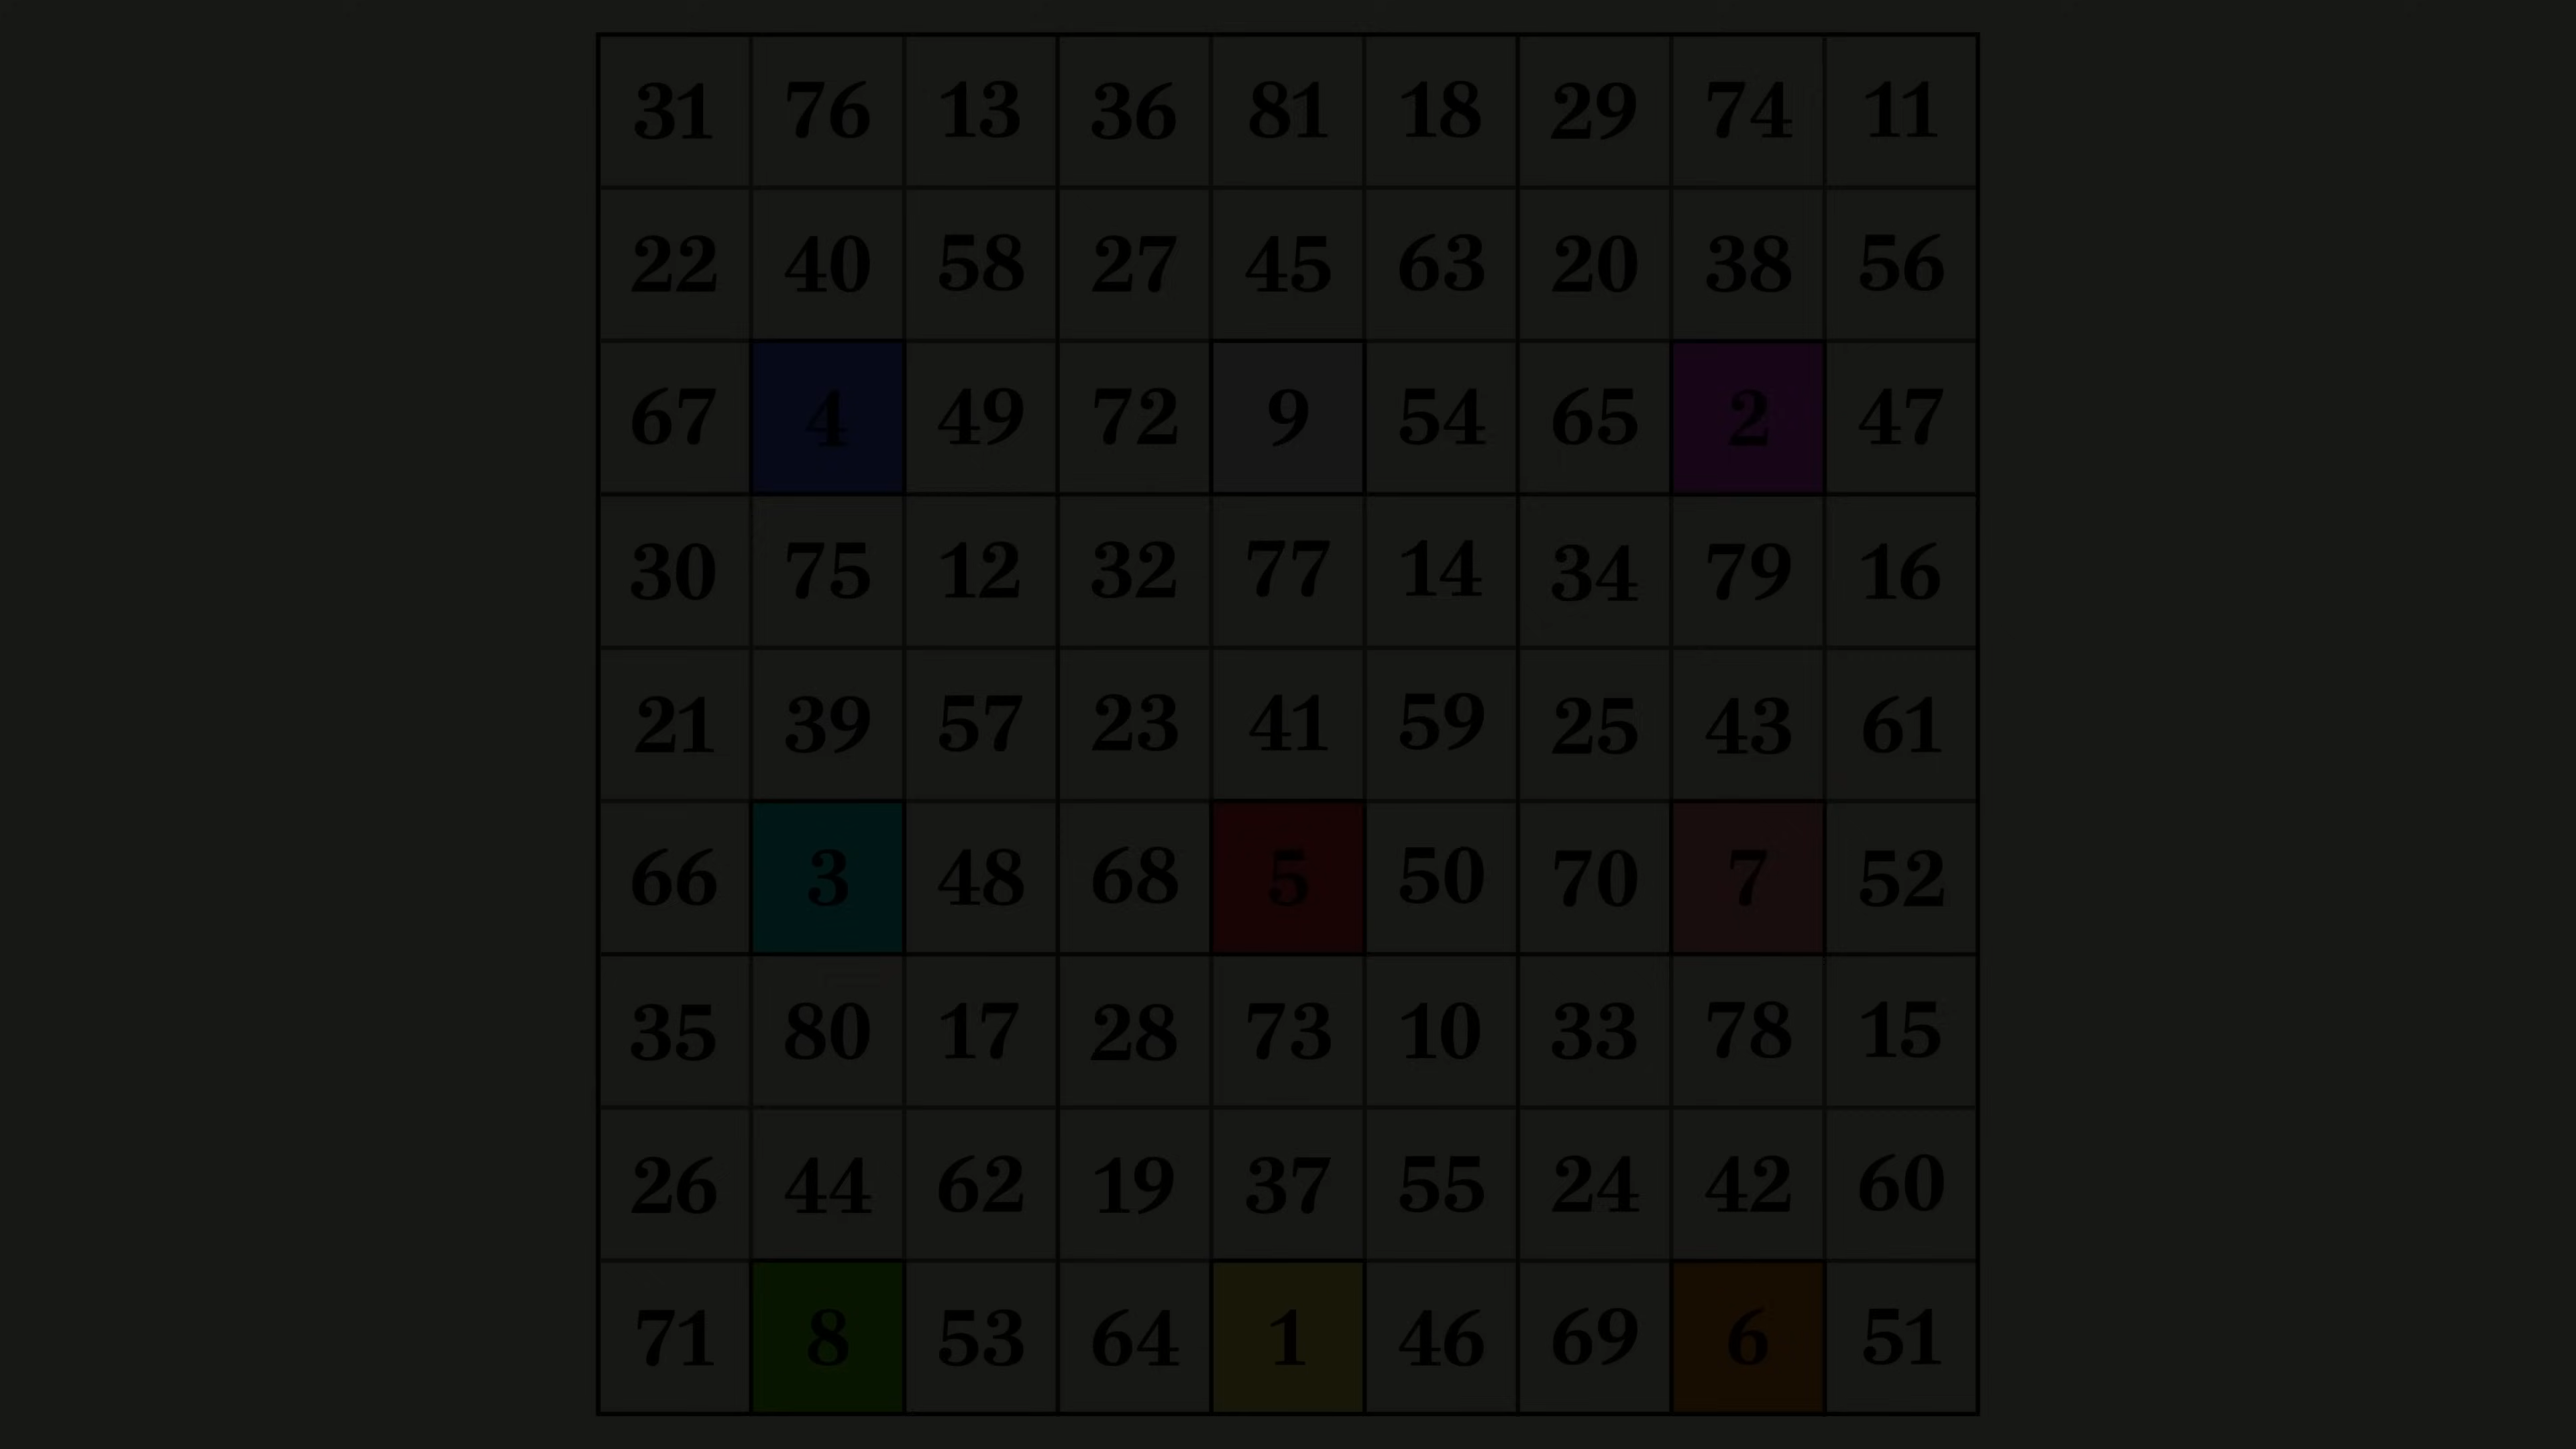 31 76 13 36 81 18 29 74 11
22 40 58 27 45 63 20 38 56
67 4 49 72 9 54 65 2 47
30 75 12 32 77 14 34 79 16
21 39 57 23 41 59 25 43 61
66 3 48 68 5 50 70 7 52
35 80 17 28 73 10 33 78 15
26 44 62 19 37 55 24 42 60
71 8 53 64 1 46 69 6 51